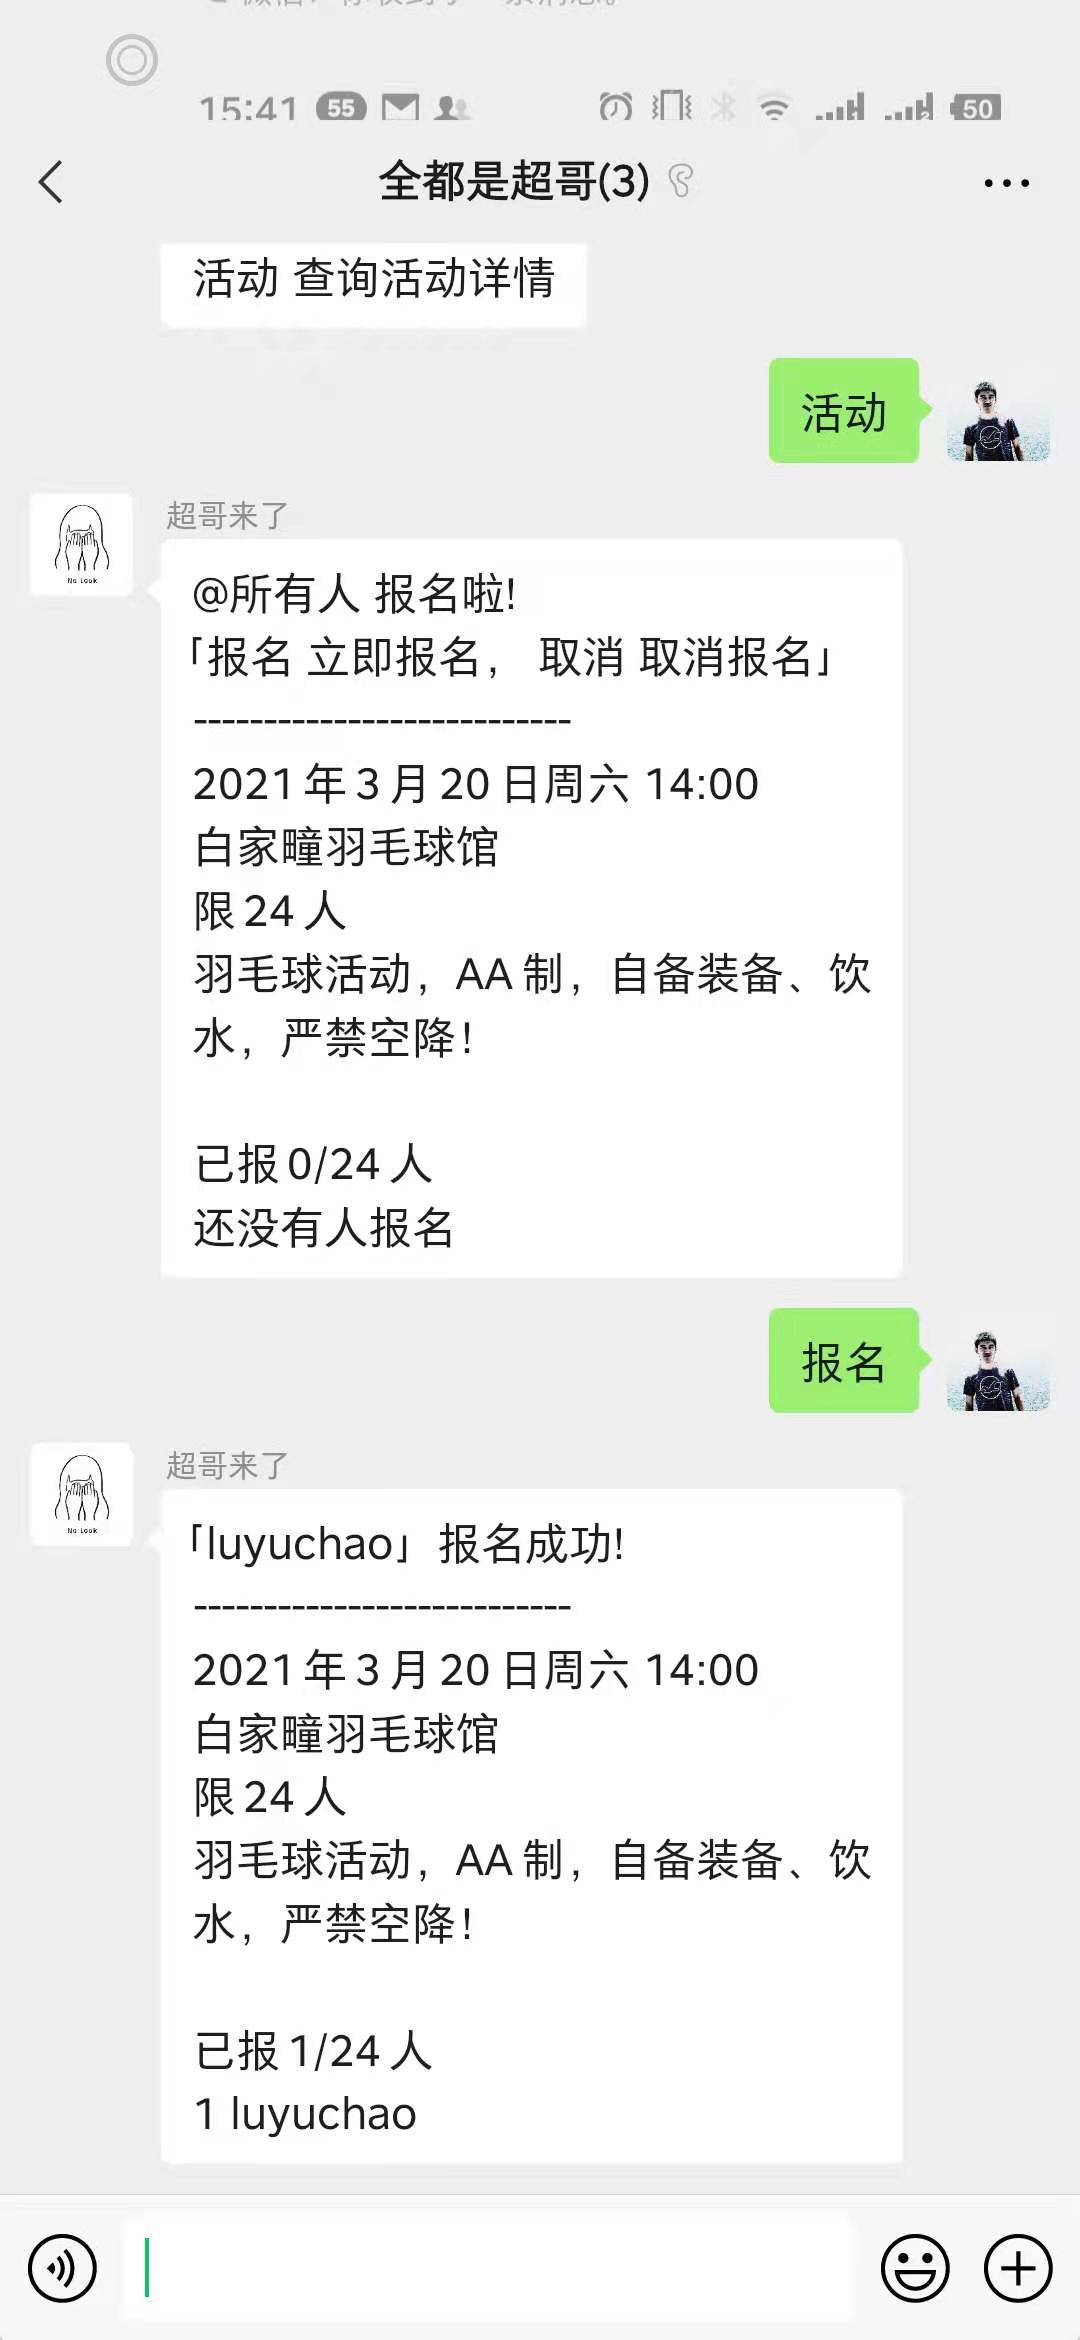 15:41 55 50
全都是超哥(3)
活动 查询活动详情
活动
超哥来了
@所有人 报名啦!
「报名 立即报名, 取消 取消报名」
---------------------------
2021年3月20日周六 14:00
白家疃羽毛球馆
限24人
羽毛球活动，AA制，自备装备、饮
水，严禁空降！
已报0/24人
还没有人报名
报名
超哥来了
「luyuchao」报名成功!
---------------------------
2021年3月20日周六 14:00
白家疃羽毛球馆
限24人
羽毛球活动，AA制，自备装备、饮
水，严禁空降！
已报1/24人
1 luyuchao
No Look
No Look